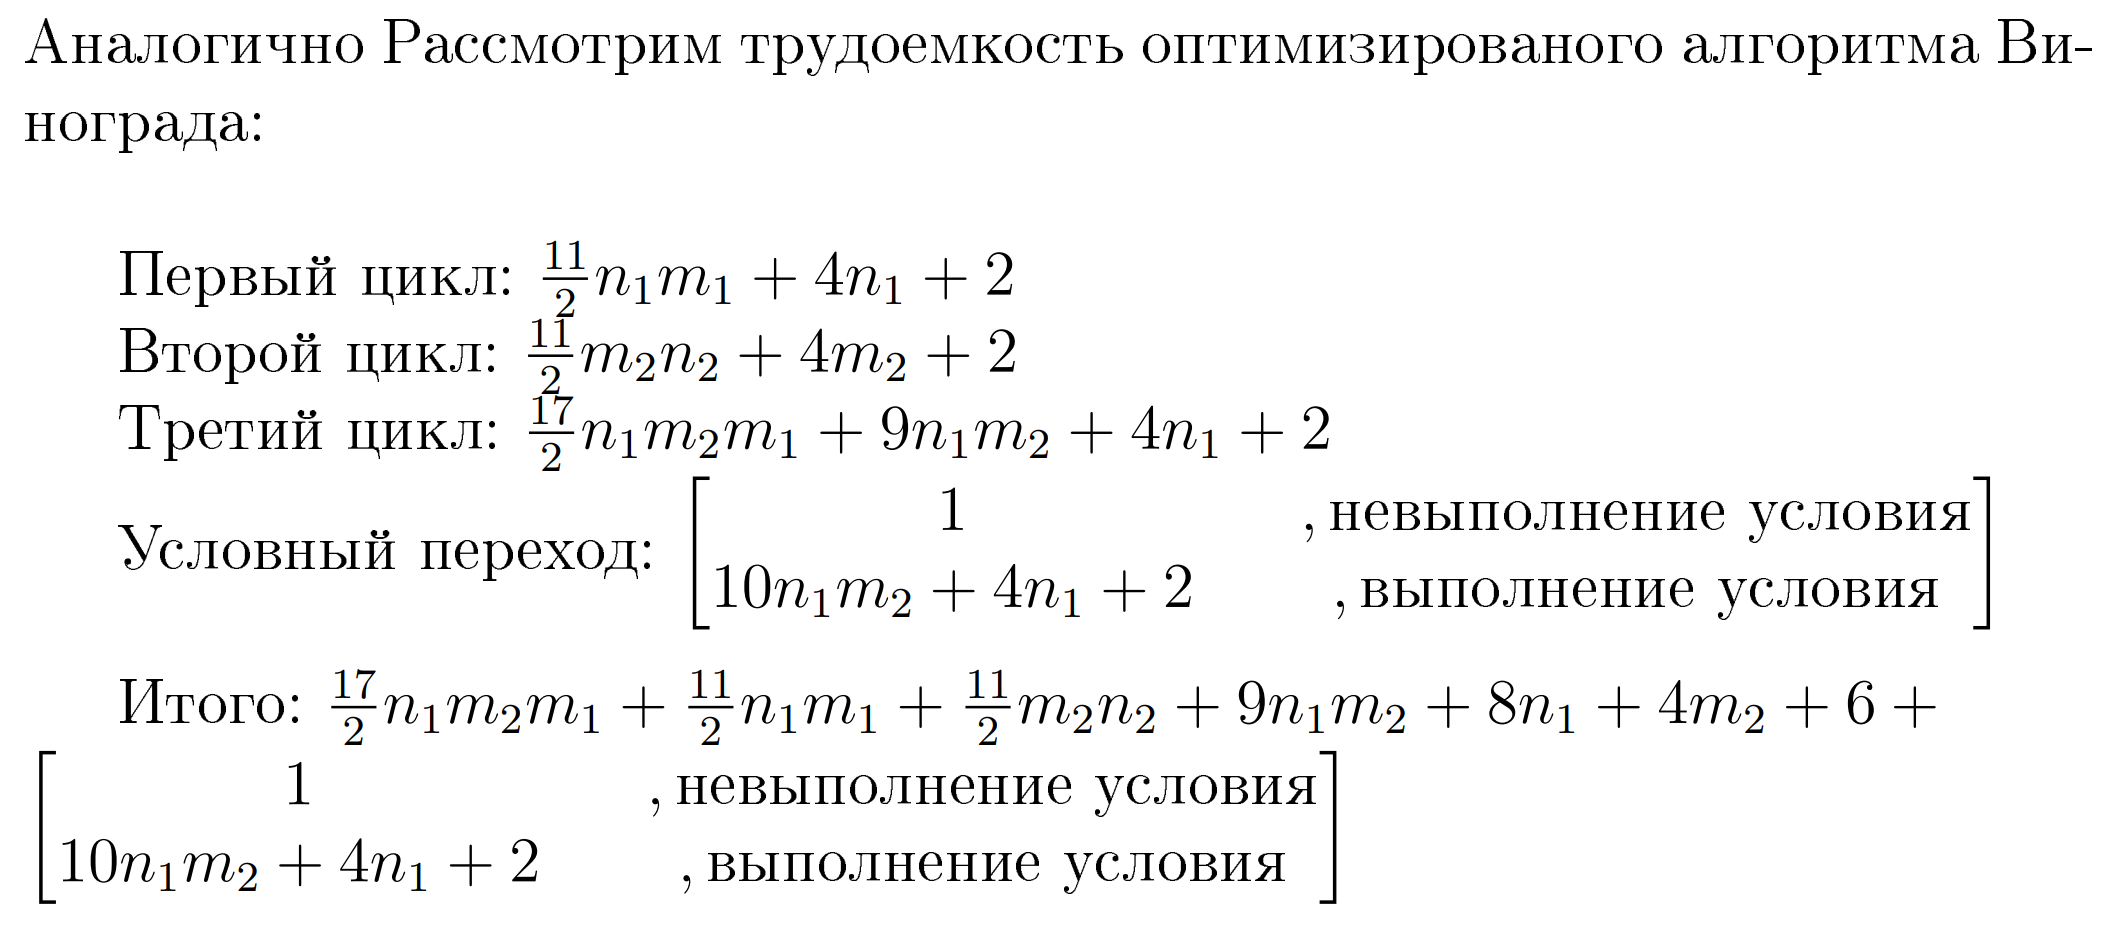 Аналогично Рассмотрим трудоемкость оптимизированого алгоритма Ви-
нограда:
Первый цикл: $\frac{11}{2}n_1m_1 + 4n_1 + 2$
Второй цикл: $\frac{11}{2}m_2n_2 + 4m_2 + 2$
Третий цикл: $\frac{17}{2}n_1m_2m_1 + 9n_1m_2 + 4n_1 + 2$
Условный переход: $\begin{bmatrix} 1 & , \text{невыполнение условия} \\ 10n_1m_2 + 4n_1 + 2 & , \text{выполнение условия} \end{bmatrix}$
Итого: $\frac{17}{2}n_1m_2m_1 + \frac{11}{2}n_1m_1 + \frac{11}{2}m_2n_2 + 9n_1m_2 + 8n_1 + 4m_2 + 6 +$
$\begin{bmatrix} 1 & , \text{невыполнение условия} \\ 10n_1m_2 + 4n_1 + 2 & , \text{выполнение условия} \end{bmatrix}$